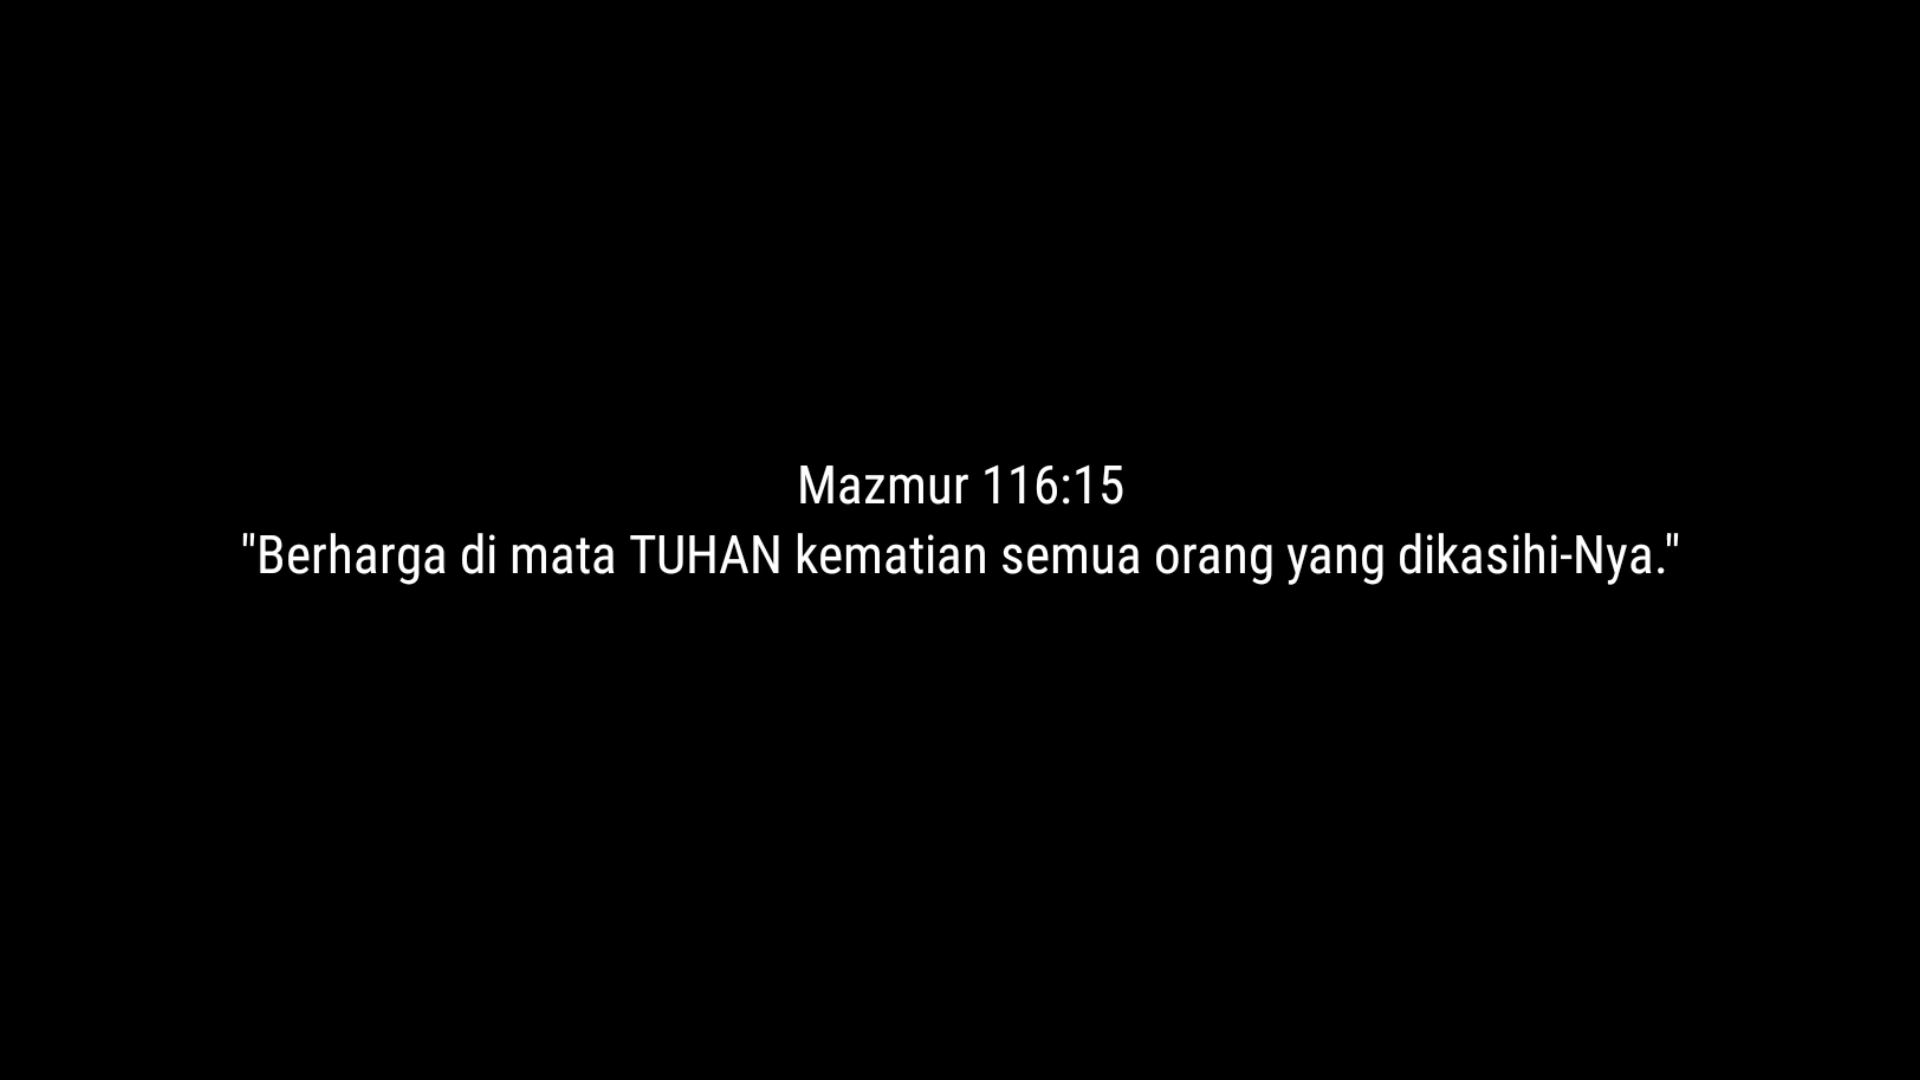 Mazmur 116:15
"Berharga di mata TUHAN kematian semua orang yang dikasihi-Nya."